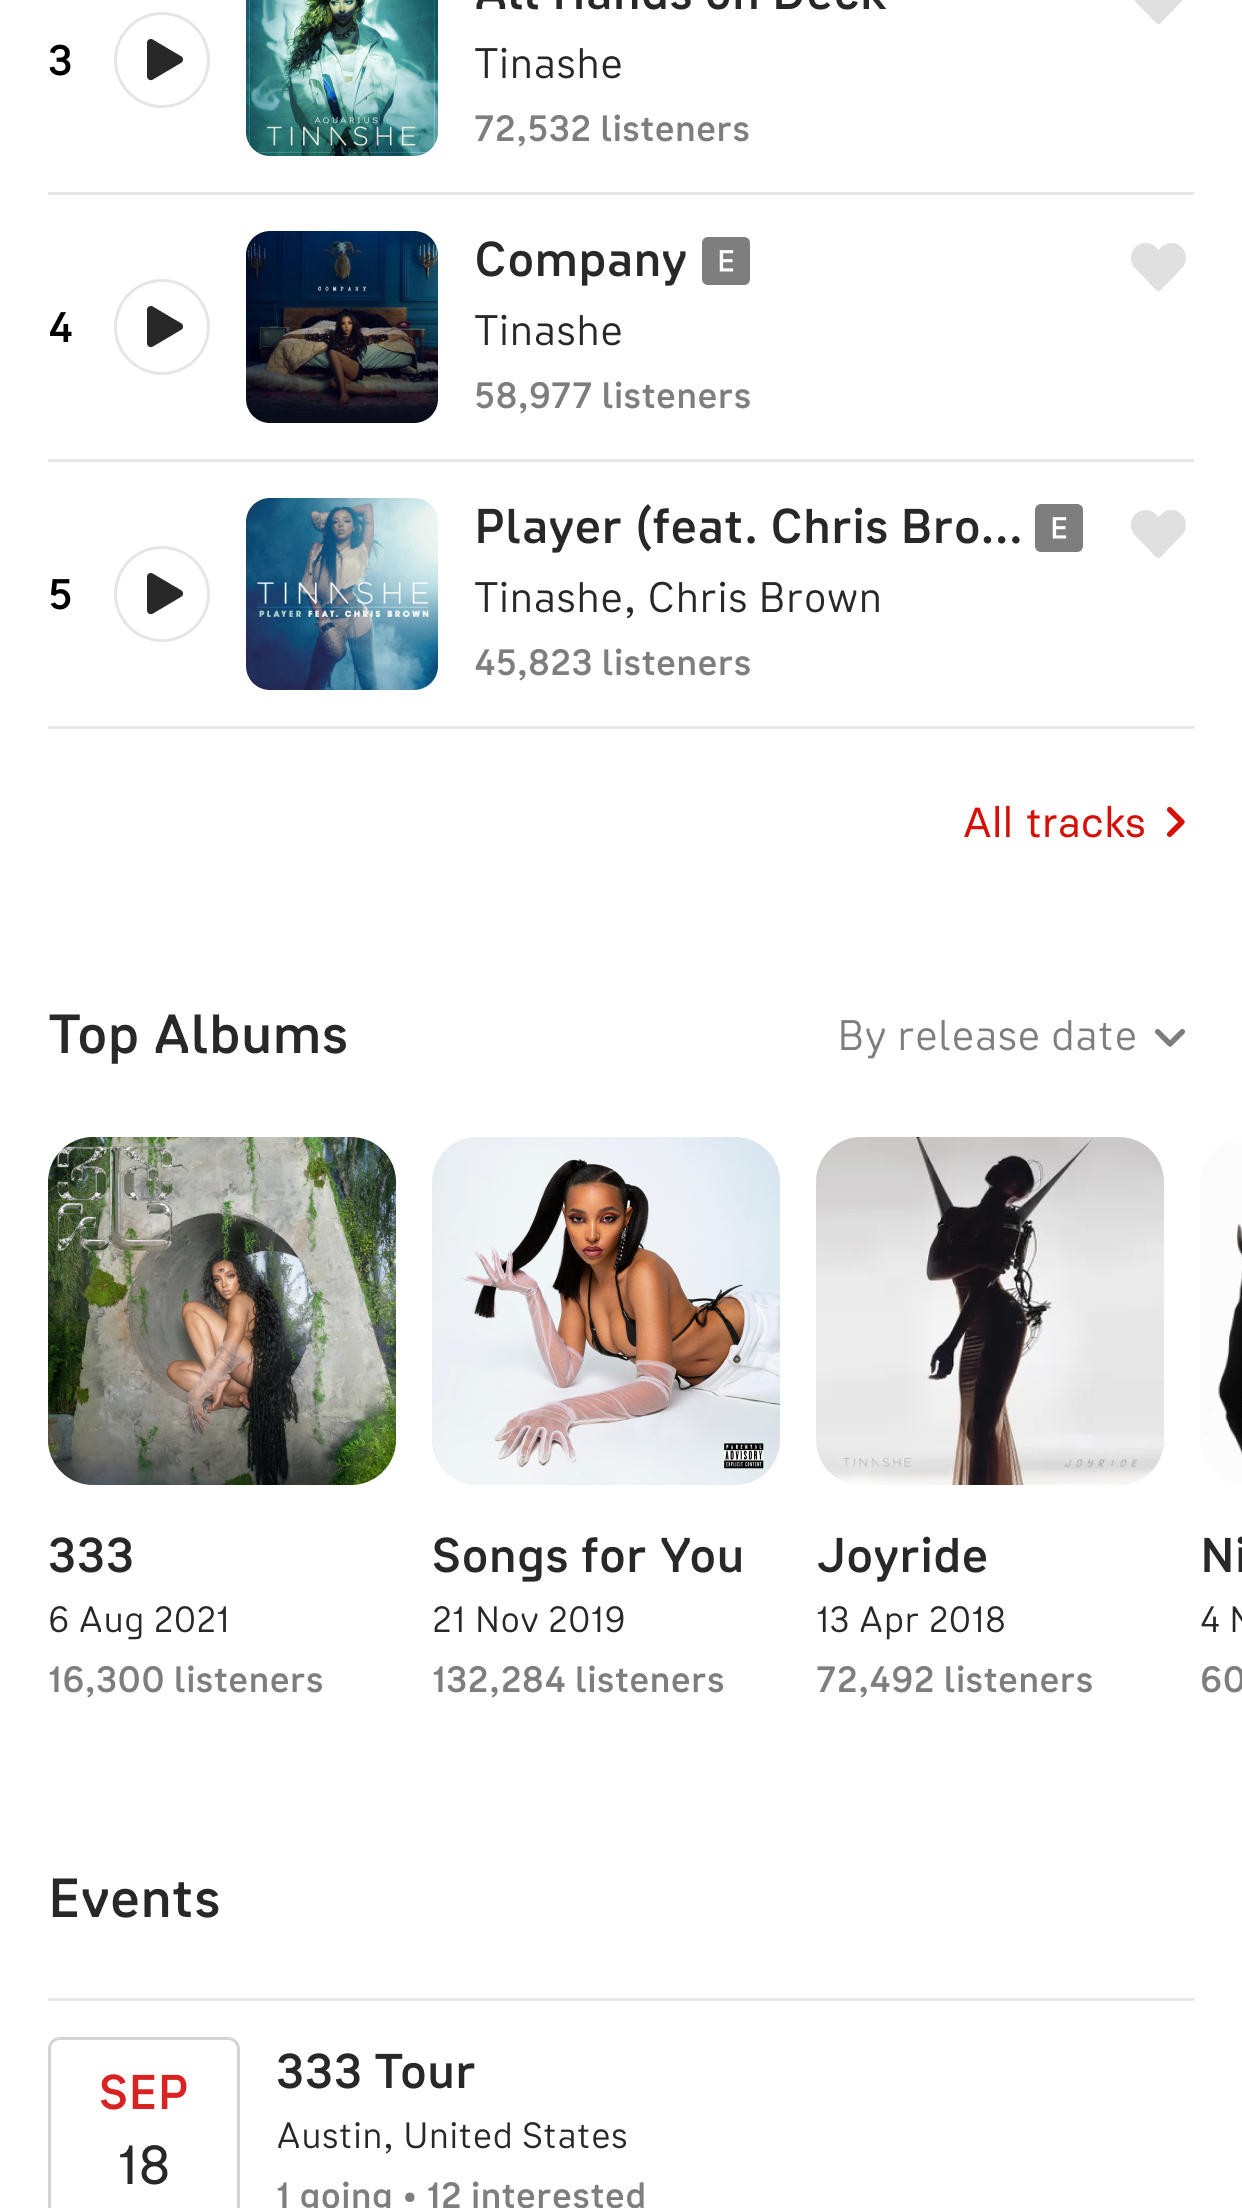 All Hands on Deck
3
Tinashe
72,532 listeners
AQUARIUS
TINASHE
Company E
4
Tinashe
58,977 listeners
COMPANY
Player (feat. Chris Bro... E
5
Tinashe, Chris Brown
45,823 listeners
TINASHE
PLAYER FEAT. CHRIS BROWN
All tracks
Top Albums
By release date
PARENTAL
ADVISORY
EXPLICIT CONTENT
TINASHE
JOYRIDE
333
6 Aug 2021
16,300 listeners
Songs for You
21 Nov 2019
132,284 listeners
Joyride
13 Apr 2018
72,492 listeners
Ni
4 N
60
Events
SEP
18
333 Tour
Austin, United States
1 going • 12 interested